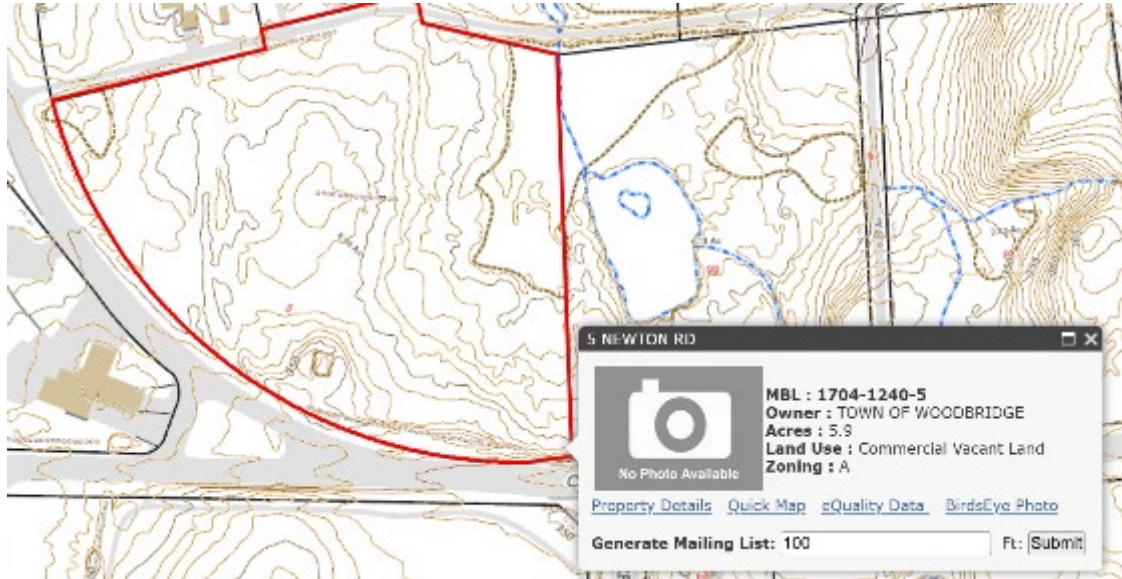 5 NEWTON RD
No Photo Available
MBL : 1704-1240-5
Owner : TOWN OF WOODBRIDGE
Acres : 5.9
Land Use : Commercial Vacant Land
Zoning : A
Property Details Quick Map eQuality Data BirdsEye Photo
Generate Mailing List: 100 Ft: Submit